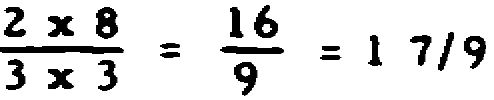 2 x 8
3 x 3 = 16
9 = 1 7/9